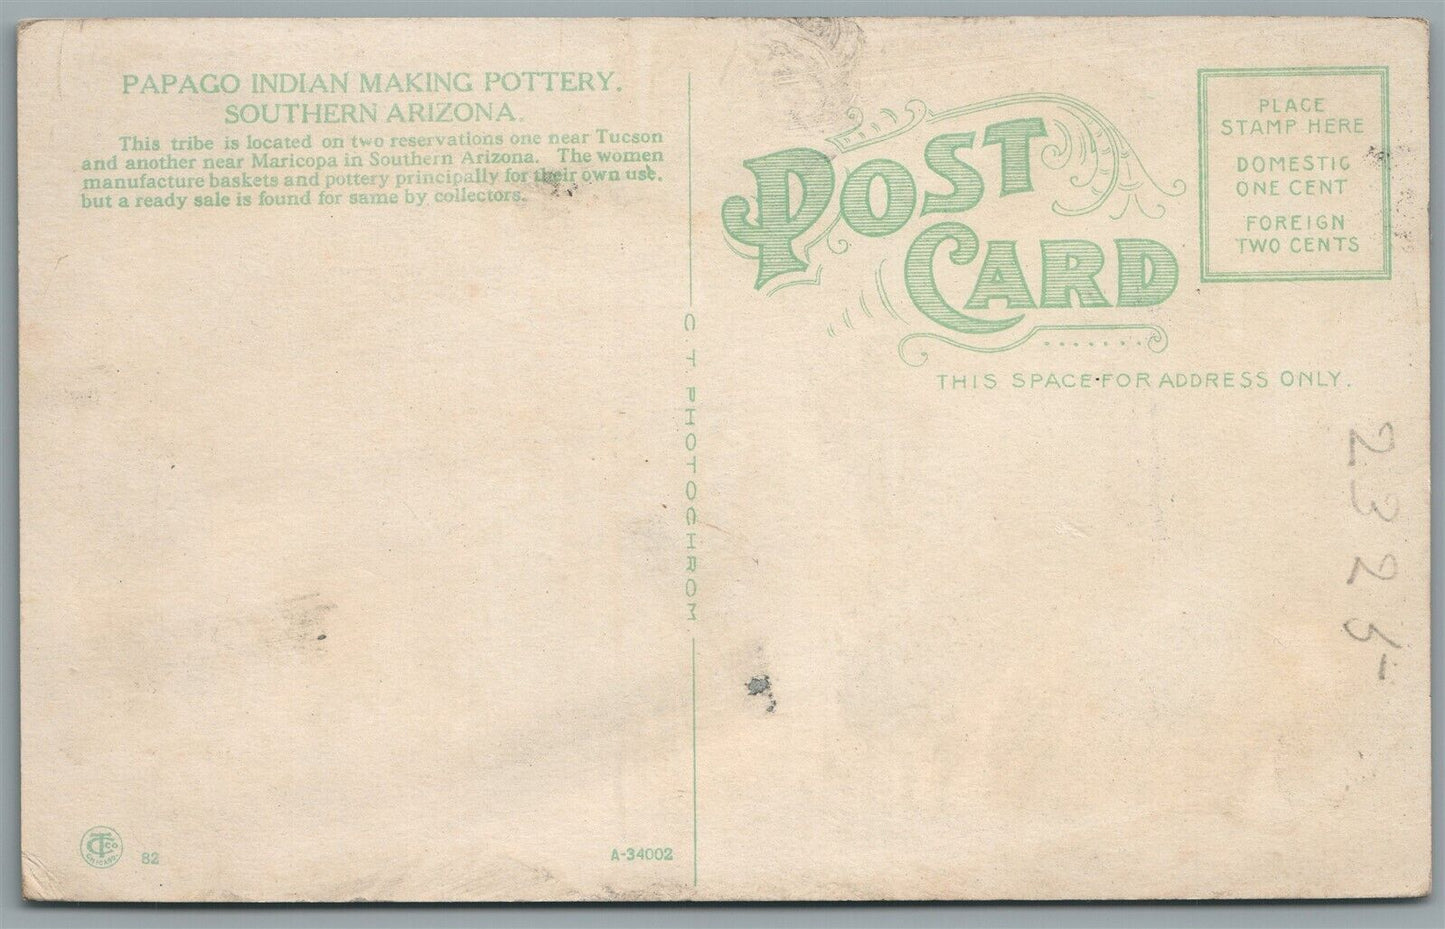 PAPAGO INDIAN MAKING POTTERY.
SOUTHERN ARIZONA.
This tribe is located on two reservations one near Tucson
and another near Maricopa in Southern Arizona. The women
manufacture baskets and pottery principally for their own use.
but a ready sale is found for same by collectors.
C T PHOTOCHROM
POST
CARD
THIS SPACE FOR ADDRESS ONLY.
PLACE
STAMP HERE
DOMESTIC
ONE CENT
FOREIGN
TWO CENTS
2325
CT CO
CHICAGO.
82
A-34002